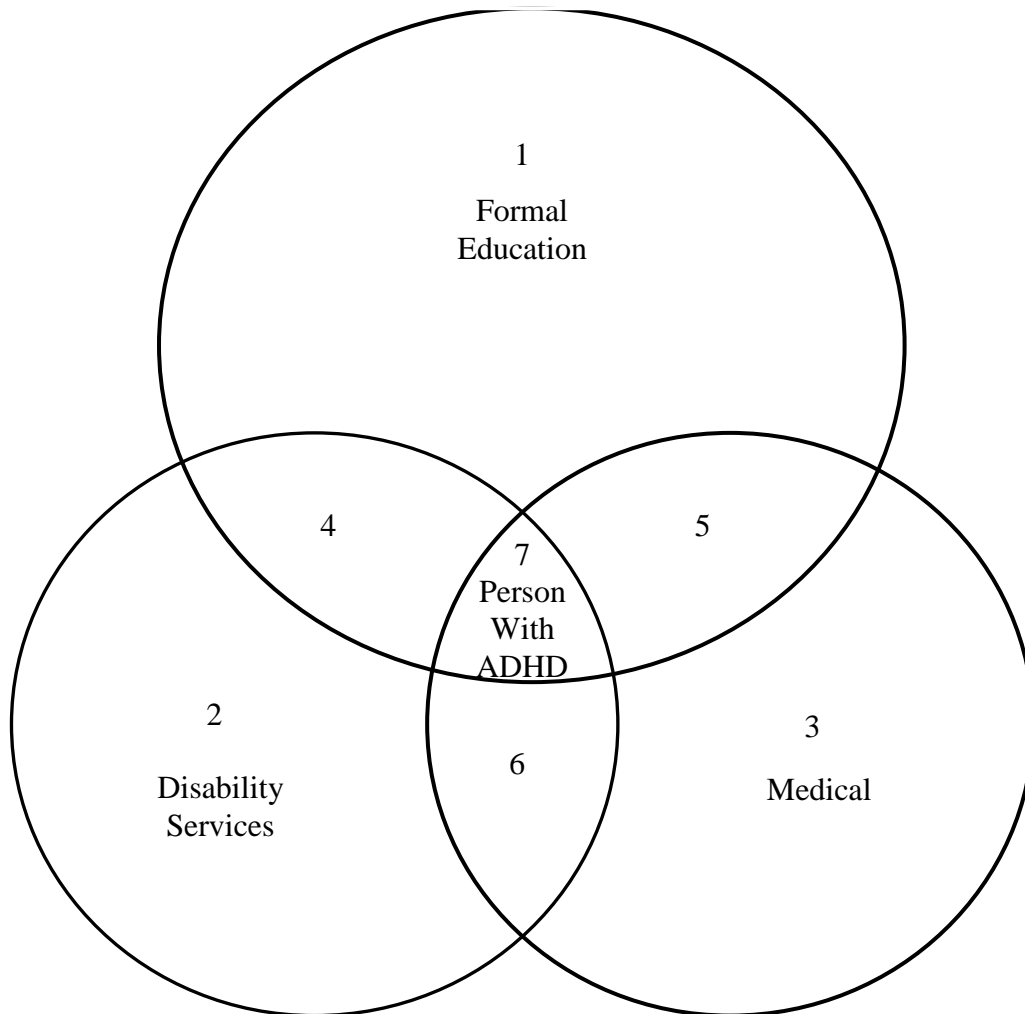 1
Formal
Education
4
5
7
Person
With
ADHD
2
Disability
Services
6
3
Medical